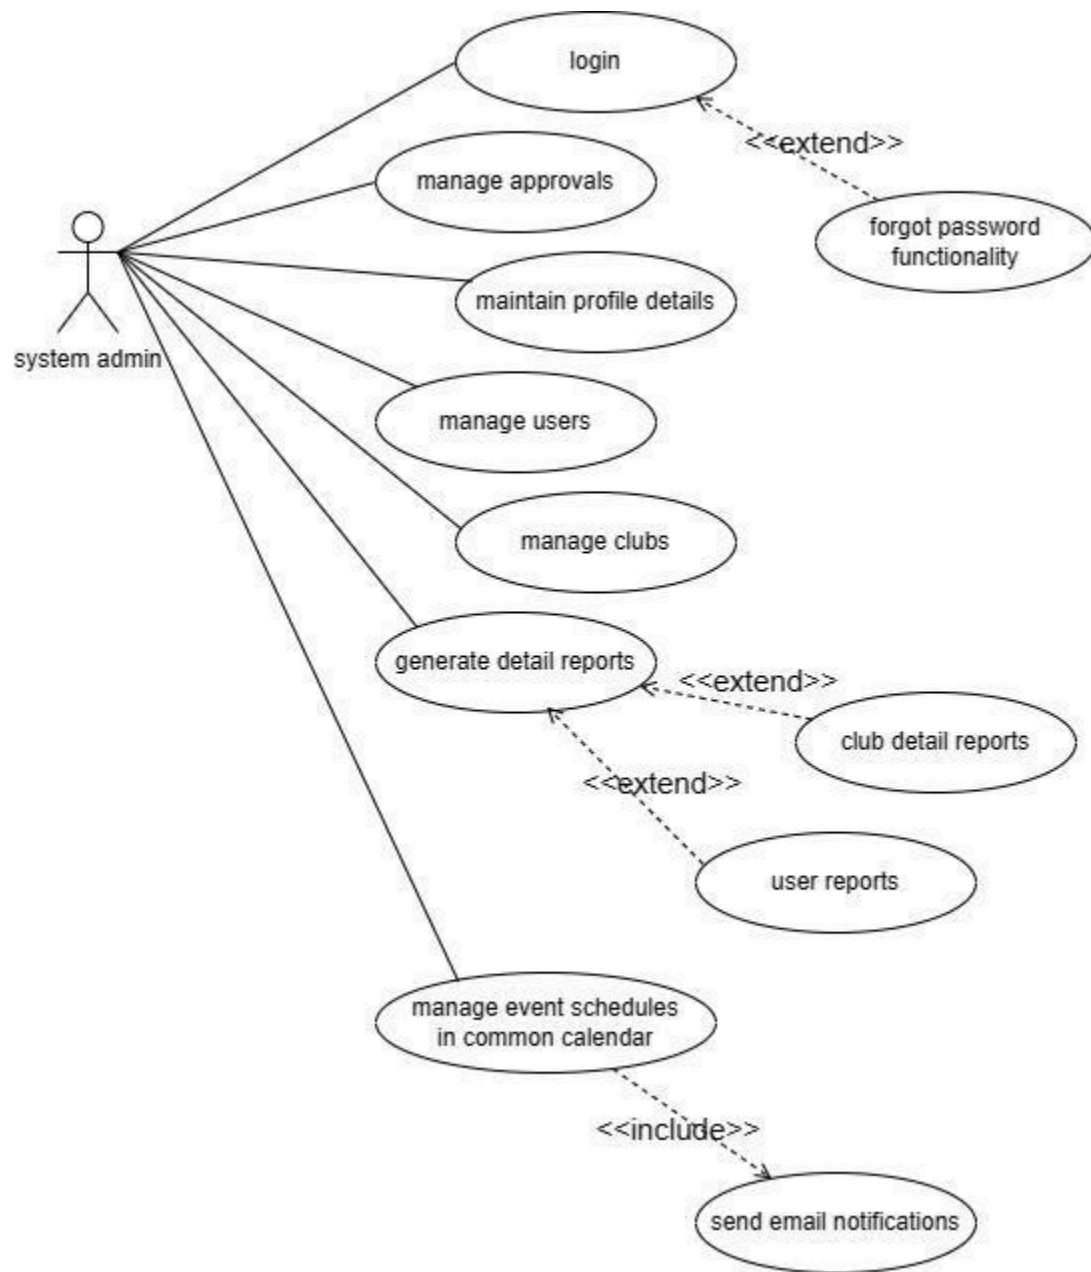 login
<<extend>>
manage approvals
forgot password
functionality
maintain profile details
system admin
manage users
manage clubs
generate detail reports
<<extend>>
club detail reports
<<extend>>
user reports
manage event schedules
in common calendar
<<include>>
send email notifications